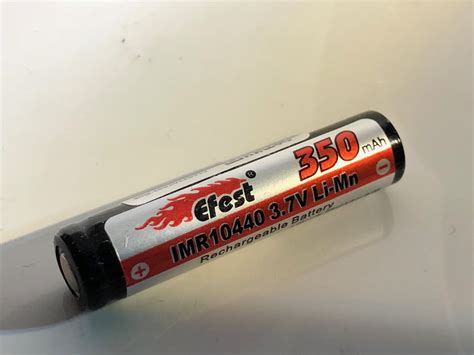 Efest®
350 mAh
IMR10440 3.7V Li-Mn
Rechargeable Battery
+
-